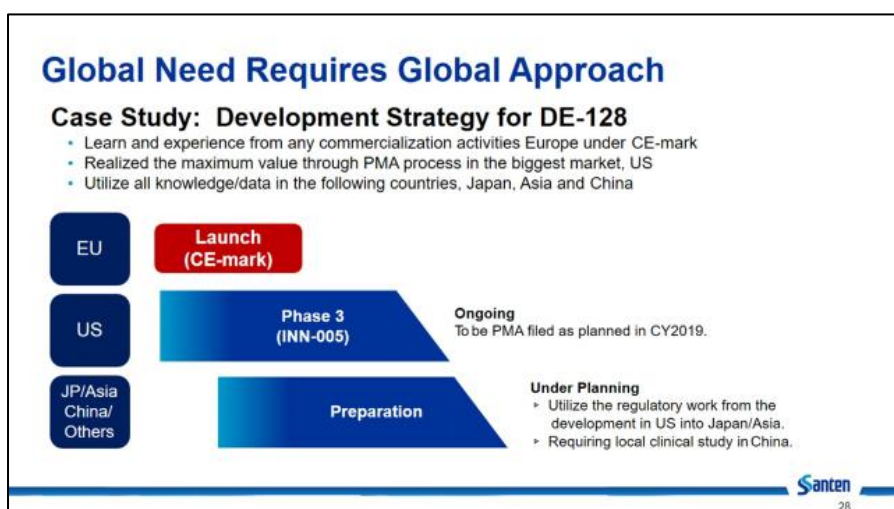 Global Need Requires Global Approach
Case Study: Development Strategy for DE-128
• Learn and experience from any commercialization activities Europe under CE-mark
• Realized the maximum value through PMA process in the biggest market, US
• Utilize all knowledge/data in the following countries, Japan, Asia and China
EU
Launch
(CE-mark)
US
Phase 3
(INN-005)
Ongoing
To be PMA filed as planned in CY2019.
JP/Asia
China/
Others
Preparation
Under Planning
Utilize the regulatory work from the
development in US into Japan/Asia.
Requiring local clinical study in China.
Santen
28